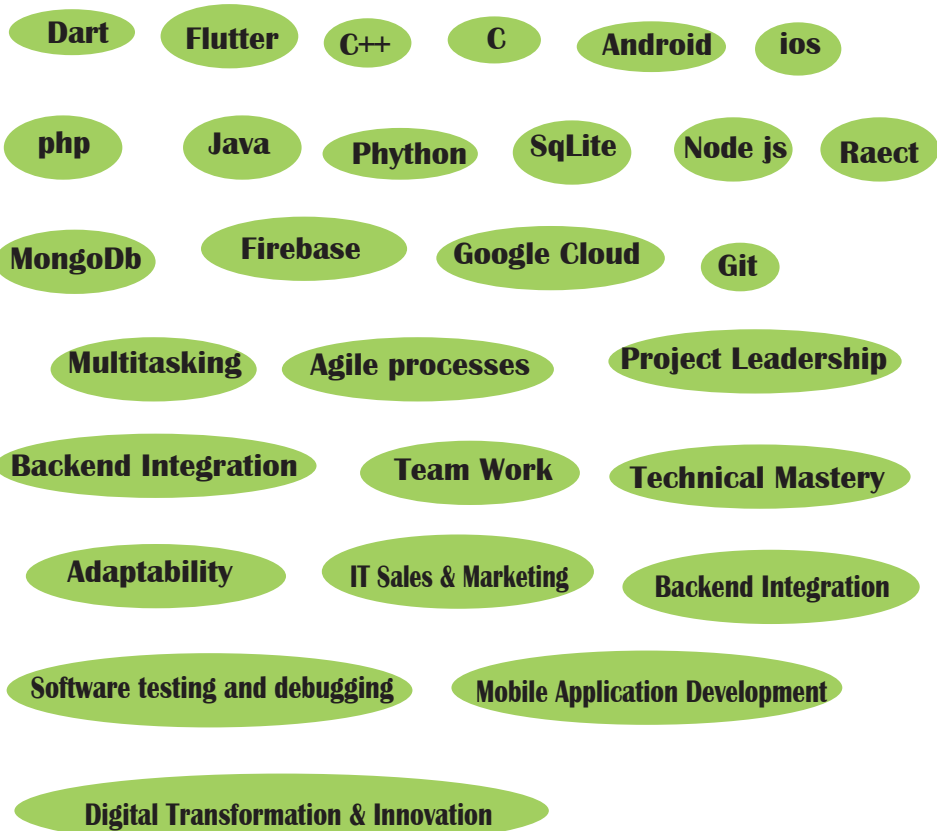 Dart Flutter C++ C Android ios
php Java Phython SqLite Node js Raect
MongoDb Firebase Google Cloud Git
Multitasking Agile processes Project Leadership
Backend Integration Team Work Technical Mastery
Adaptability IT Sales & Marketing Backend Integration
Software testing and debugging Mobile Application Development
Digital Transformation & Innovation